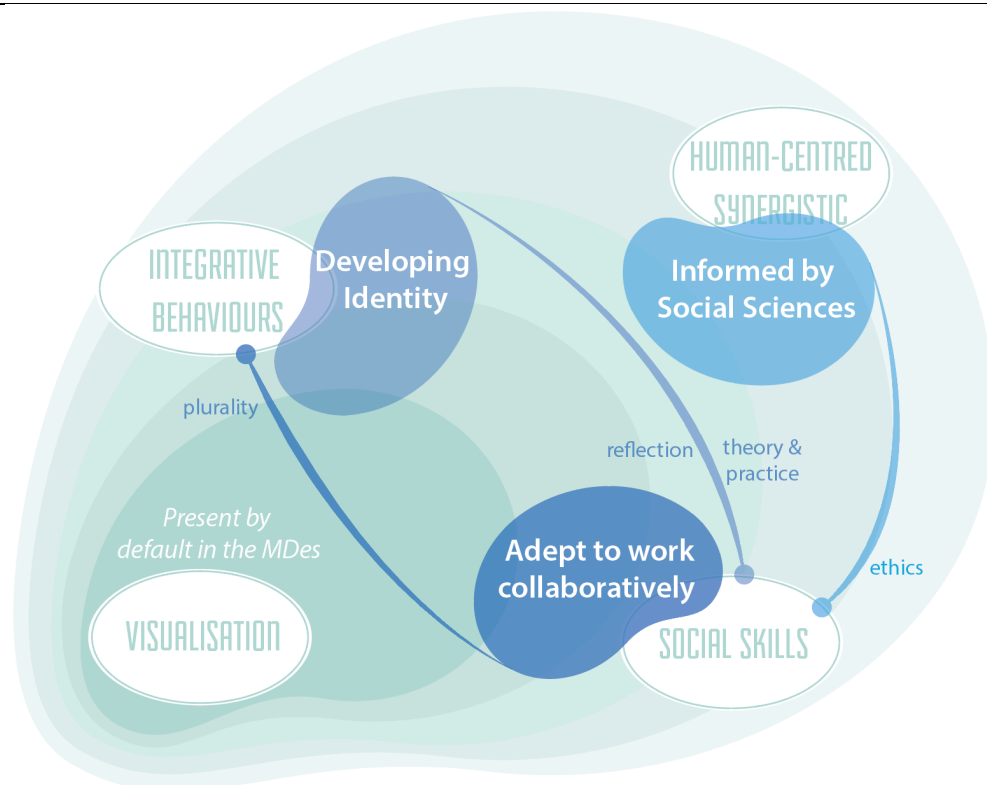 HUMAN-CENTRED
SYNERGISTIC
INTEGRATIVE
BEHAVIOURS
Developing
Identity
Informed by
Social Sciences
plurality
reflection
theory &
practice
Present by
default in the MDes
Adept to work
collaboratively
ethics
VISUALISATION
SOCIAL SKILLS